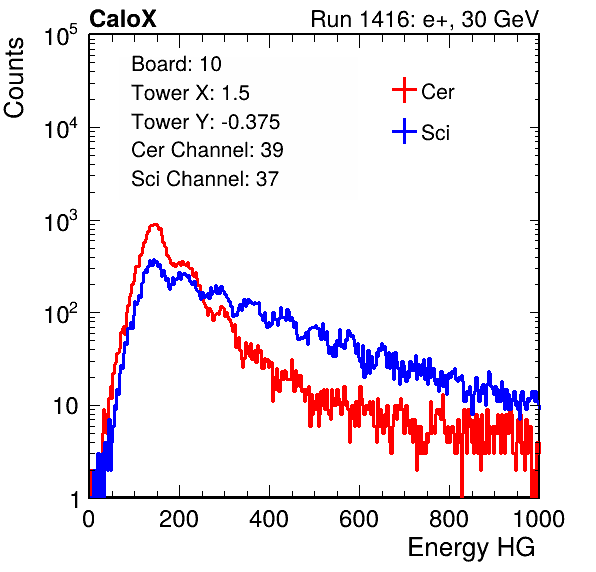 CaloX Run 1416: e+, 30 GeV
Counts
Board: 10
Tower X: 1.5
Tower Y: -0.375
Cer Channel: 39
Sci Channel: 37
Cer
Sci
10^5
10^4
10^3
10^2
10
1
0 200 400 600 800 1000
Energy HG